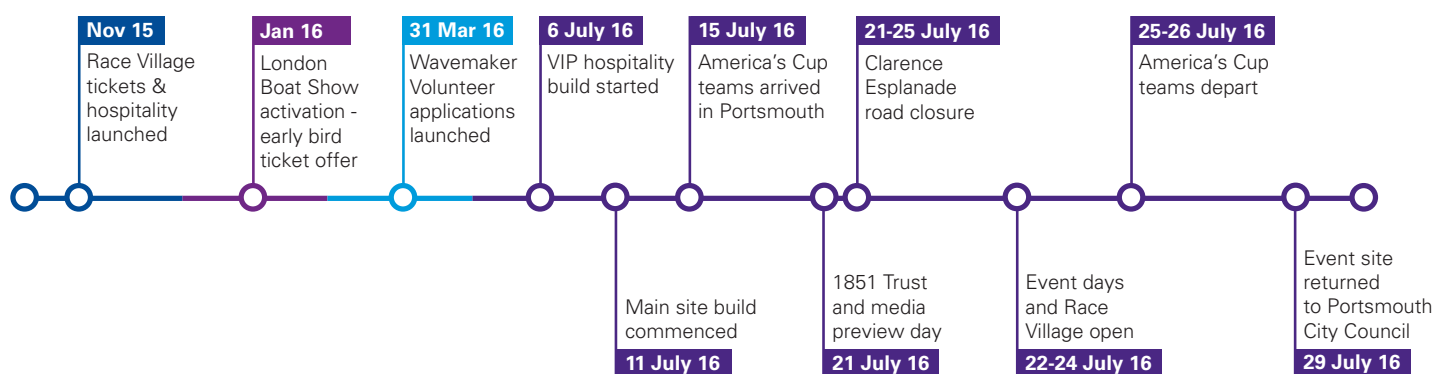 Nov 15
Race Village
tickets &
hospitality
launched
Jan 16
London
Boat Show
activation -
early bird
ticket offer
31 Mar 16
Wavemaker
Volunteer
applications
launched
6 July 16
VIP hospitality
build started
15 July 16
America's Cup
teams arrived
in Portsmouth
21-25 July 16
Clarence
Esplanade
road closure
25-26 July 16
America's Cup
teams depart
Main site build
commenced
11 July 16
1851 Trust
and media
preview day
21 July 16
Event days
and Race
Village open
22-24 July 16
Event site
returned
to Portsmouth
City Council
29 July 16